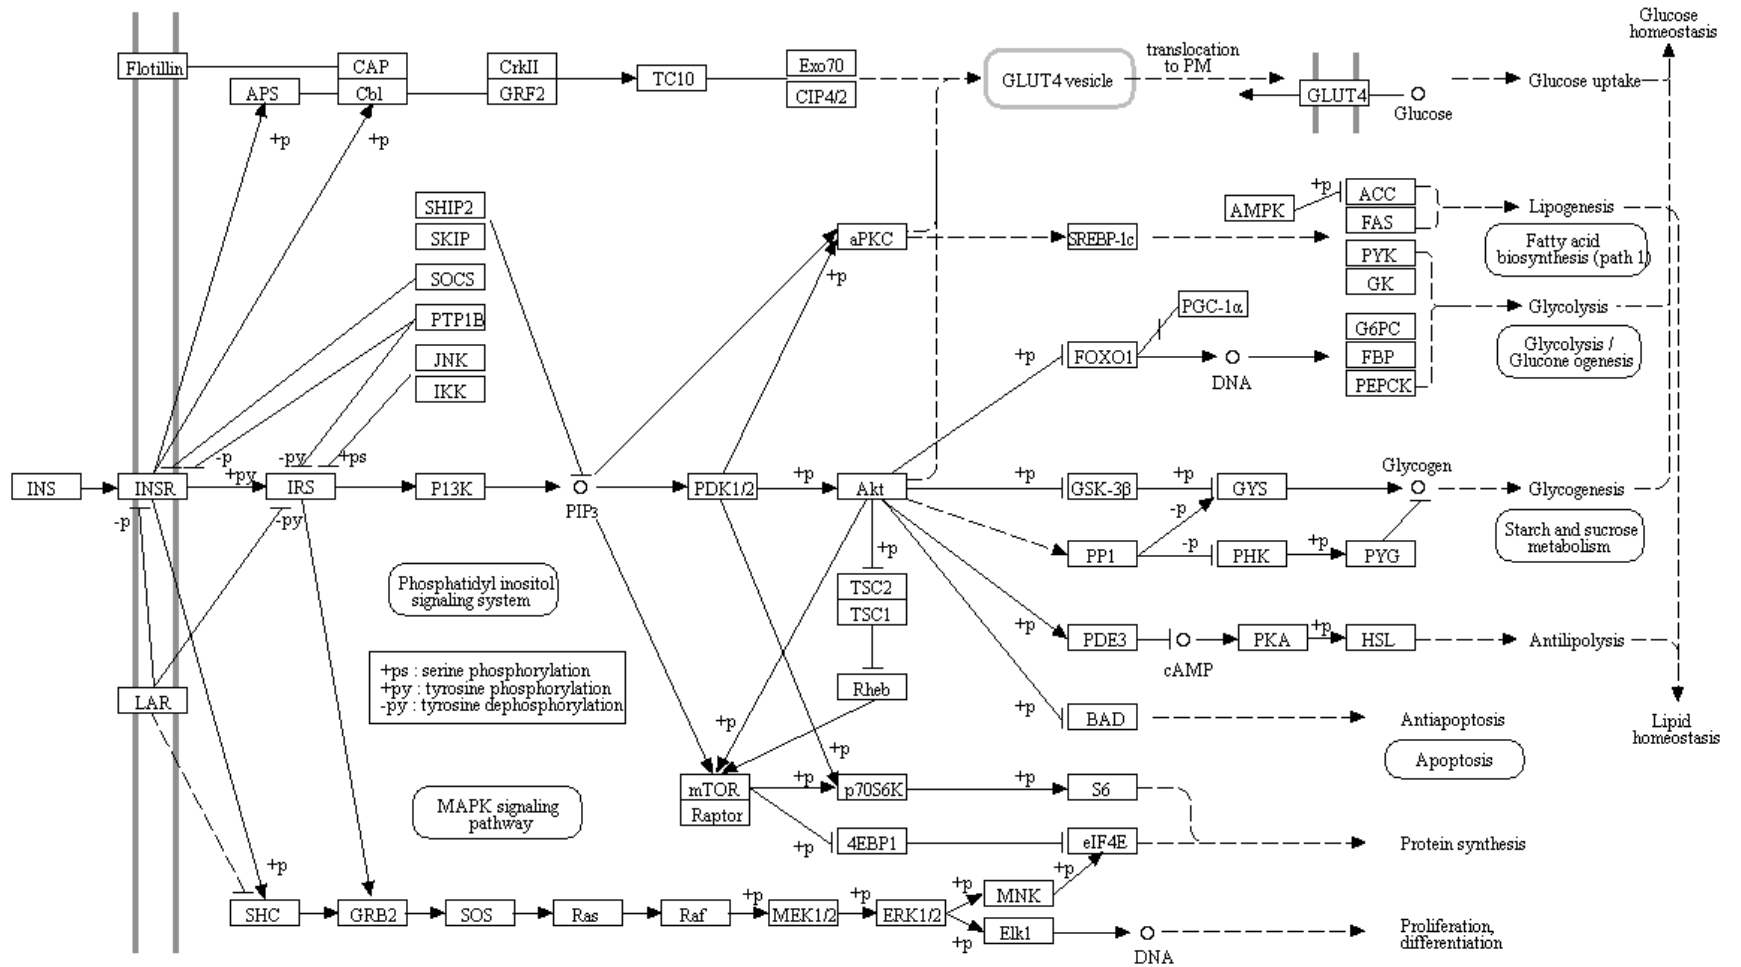 Glucose
homeostasis
Flotillin
CAP
CrkII
TC10
Exo70
GLUT4 vesicle
translocation
to PM
Glucose uptake
APS
Cbl
GRF2
CIP4/2
GLUT4
Glucose
+p
+p
SHIP2
SKIP
SOCS
PTP1B
JNK
IKK
aPKC
+p
SREBP-1c
AMPK
+p
ACC
FAS
PYK
GK
G6PC
FBP
PEPCK
Lipogenesis
Fatty acid
biosynthesis (path 1)
Glycolysis
Glycolysis /
Glucone ogenesis
PGC-1α
+p
FOXO1
DNA
-p
+py
-py
+ps
INS
INSR
IRS
P13K
PIP3
PDK1/2
+p
Akt
+p
GSK-3β
+p
GYS
Glycogen
Glycogenesis
-p
-py
-p
+p
PP1
-p
PHK
+p
PYG
Starch and sucrose
metabolism
Phosphatidyl inositol
signaling system
TSC2
TSC1
+p
PDE3
cAMP
PKA
+p
HSL
Antilipolysis
+ps : serine phosphorylation
+py : tyrosine phosphorylation
-py : tyrosine dephosphorylation
LAR
Rheb
+p
+p
BAD
Antiapoptosis
Apoptosis
Lipid
homeostasis
+p
mTOR
Raptor
+p
p70S6K
+p
S6
MAPK signaling
pathway
+p
4EBP1
eIF4E
Protein synthesis
+p
SHC
GRB2
SOS
Ras
Raf
+p
MEK1/2
+p
ERK1/2
+p
MNK
+p
+p
Elk1
DNA
Proliferation,
differentiation